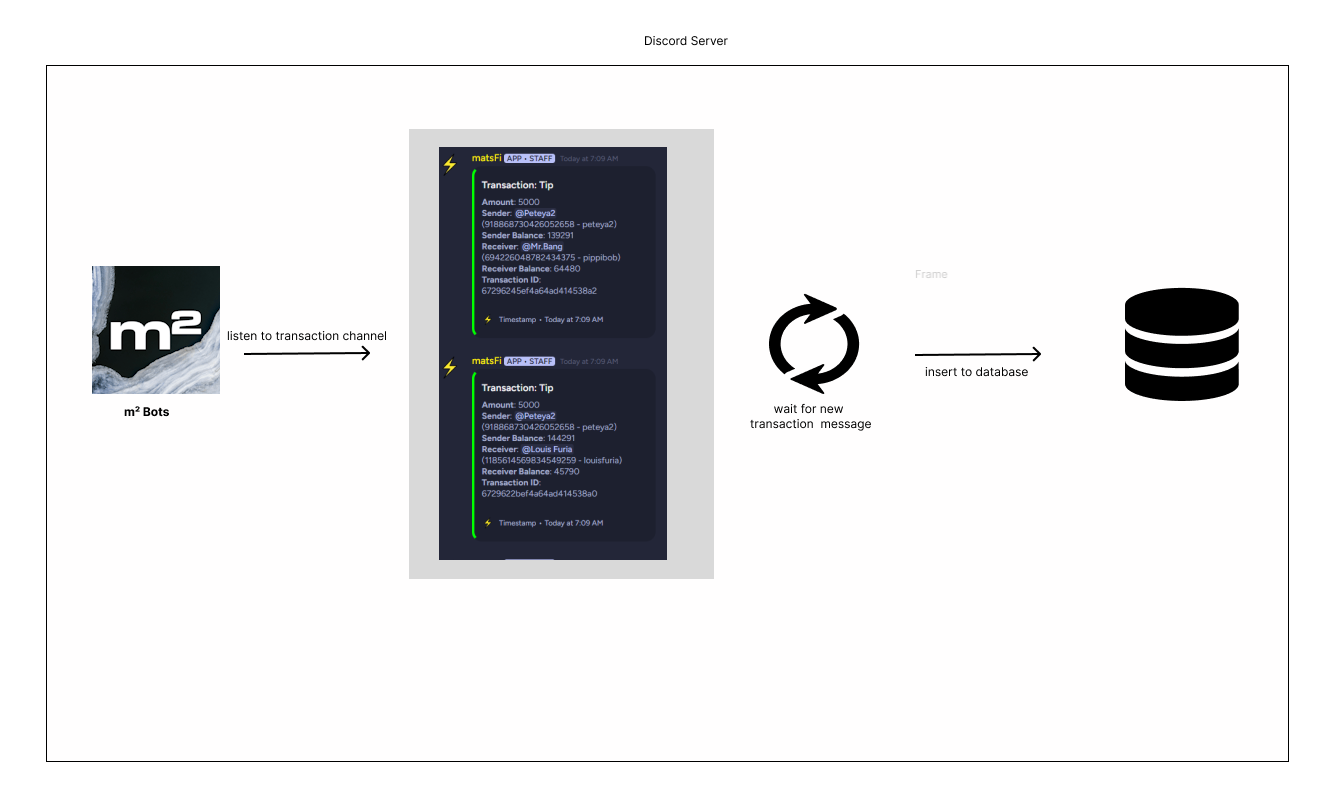 Discord Server
m²
m² Bots
listen to transaction channel
matsFi APP • STAFF Today at 7:09 AM
Transaction: Tip
Amount: 5000
Sender: @Peteya2
(918868730426052658 - peteya2)
Sender Balance: 139291
Receiver: @Mr.Bang
(694226048782434375 - pippibob)
Receiver Balance: 64480
Transaction ID:
67296245ef4a64ad414538a2
Timestamp • Today at 7:09 AM
matsFi APP • STAFF Today at 7:09 AM
Transaction: Tip
Amount: 5000
Sender: @Peteya2
(918868730426052658 - peteya2)
Sender Balance: 144291
Receiver: @Louis Furia
(1185614569834549259 - louisfuria)
Receiver Balance: 45790
Transaction ID:
6729622bef4a64ad414538a0
Timestamp • Today at 7:09 AM
wait for new
transaction message
Frame
insert to database